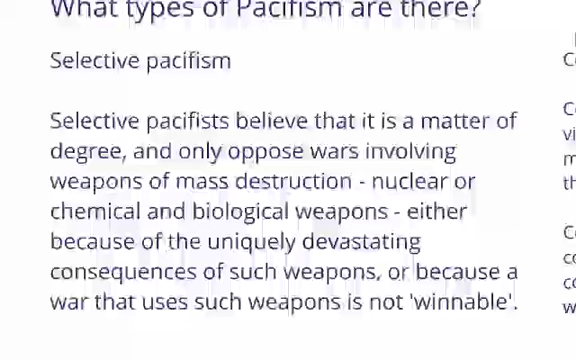 What types of Pacifism are there?
Selective pacifism
Selective pacifists believe that it is a matter of
degree, and only oppose wars involving
weapons of mass destruction - nuclear or
chemical and biological weapons - either
because of the uniquely devastating
consequences of such weapons, or because a
war that uses such weapons is not 'winnable'.